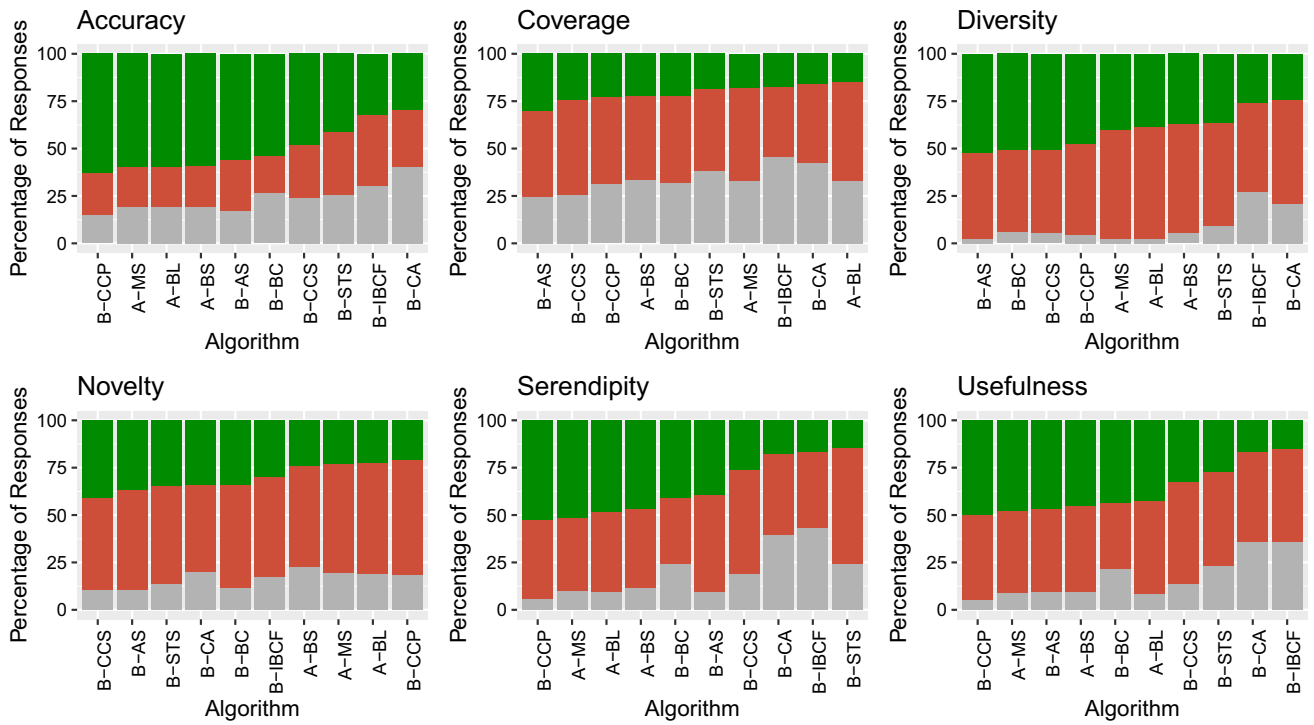 Accuracy
Percentage of Responses
100
75
50
25
0
B−CCP
A−MS
A−BL
A−BS
B−AS
B−BC
B−CCS
B−STS
B−IBCF
B−CA
Algorithm
Coverage
Percentage of Responses
100
75
50
25
0
B−AS
B−CCS
B−CCP
A−BS
B−BC
B−STS
A−MS
B−IBCF
B−CA
A−BL
Algorithm
Diversity
Percentage of Responses
100
75
50
25
0
B−AS
B−BC
B−CCS
B−CCP
A−MS
A−BL
A−BS
B−STS
B−IBCF
B−CA
Algorithm
Novelty
Percentage of Responses
100
75
50
25
0
B−CCS
B−AS
B−STS
B−CA
B−BC
B−IBCF
A−BS
A−MS
A−BL
B−CCP
Algorithm
Serendipity
Percentage of Responses
100
75
50
25
0
B−CCP
A−MS
A−BL
A−BS
B−BC
B−AS
B−CCS
B−CA
B−IBCF
B−STS
Algorithm
Usefulness
Percentage of Responses
100
75
50
25
0
B−CCP
A−MS
B−AS
A−BS
B−BC
A−BL
B−CCS
B−STS
B−CA
B−IBCF
Algorithm